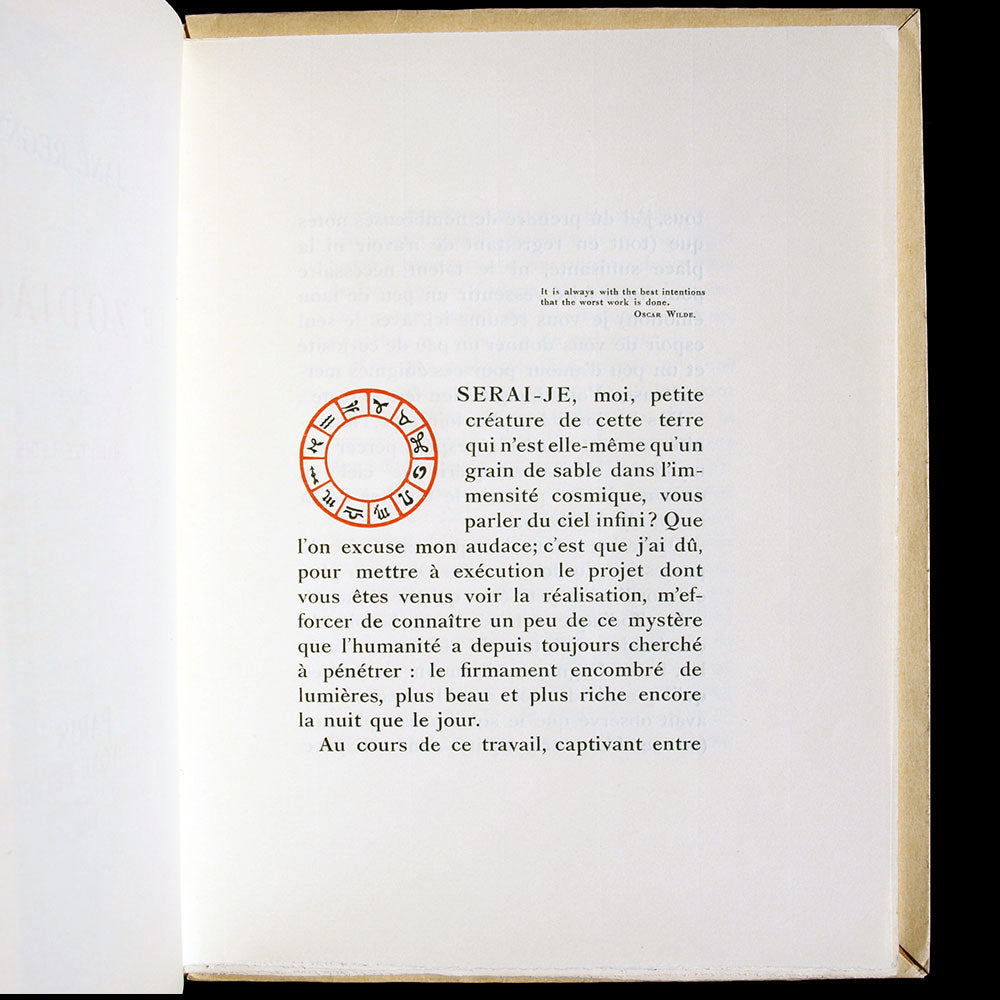 It is always with the best intentions
that the worst work is done.
OSCAR WILDE.
SERAI-JE, moi, petite
créature de cette terre
qui n'est elle-même qu'un
grain de sable dans l'im-
mensité cosmique, vous
parler du ciel infini ? Que
l'on excuse mon audace; c'est que j'ai dû,
pour mettre à exécution le projet dont
vous êtes venus voir la réalisation, m'ef-
forcer de connaître un peu de ce mystère
que l'humanité a depuis toujours cherché
à pénétrer : le firmament encombré de
lumières, plus beau et plus riche encore
la nuit que le jour.
Au cours de ce travail, captivant entre